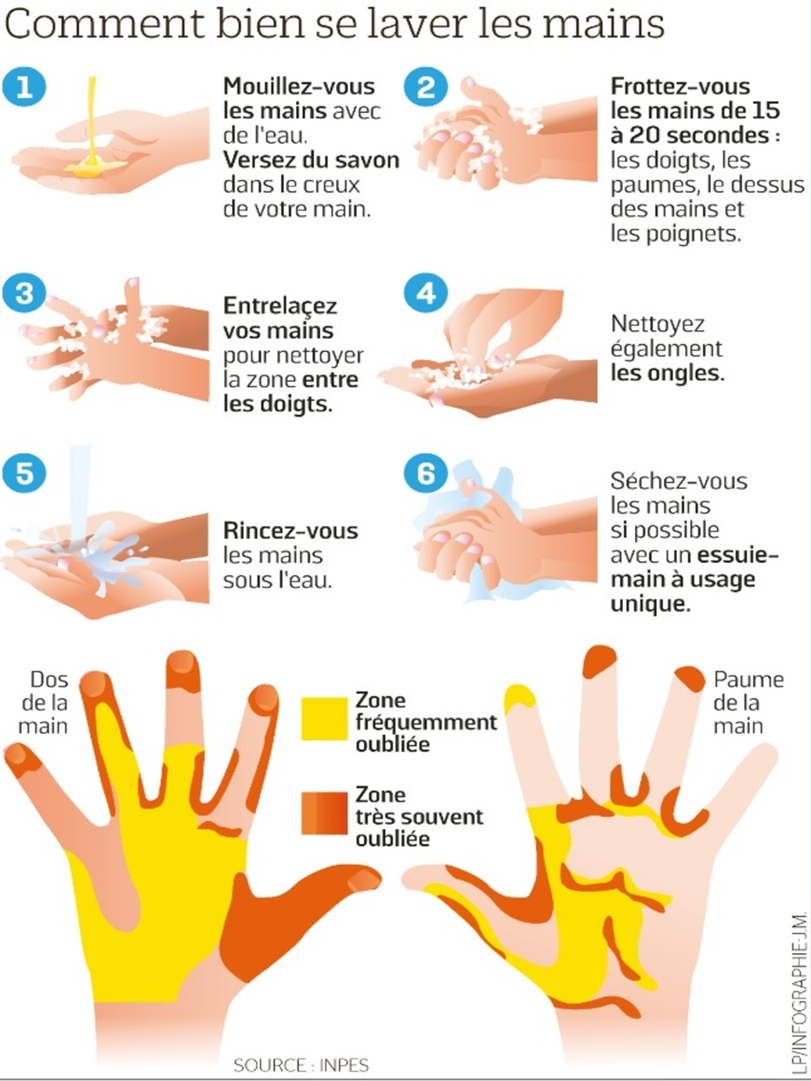 Comment bien se laver les mains
1
Mouillez-vous
les mains avec
de l'eau.
Versez du savon
dans le creux
de votre main.
2
Frottez-vous
les mains de 15
à 20 secondes :
les doigts, les
paumes, le dessus
des mains et
les poignets.
3
Entrelaçez
vos mains
pour nettoyer
la zone entre
les doigts.
4
Nettoyez
également
les ongles.
5
Rincez-vous
les mains
sous l'eau.
6
Séchez-vous
les mains
si possible
avec un essuie-
main à usage
unique.
Dos
de la
main
Zone
fréquemment
oubliée
Zone
très souvent
oubliée
Paume
de la
main
SOURCE : INPES
LP/INFOGRAPHIE-J.M.